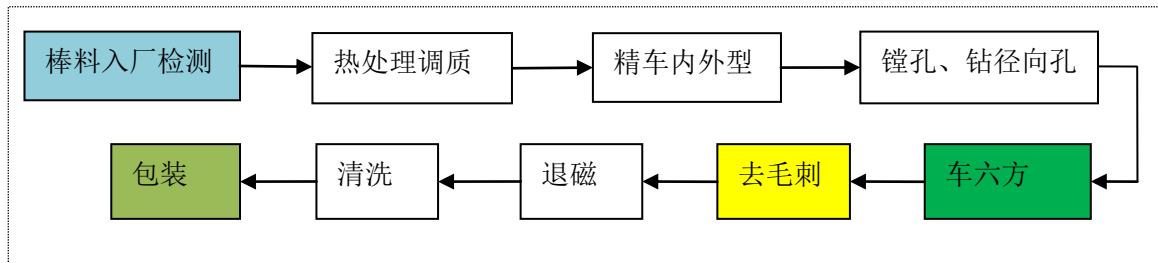 棒料入厂检测
热处理调质
精车内外型
镗孔、钻径向孔
车六方
去毛刺
退磁
清洗
包装